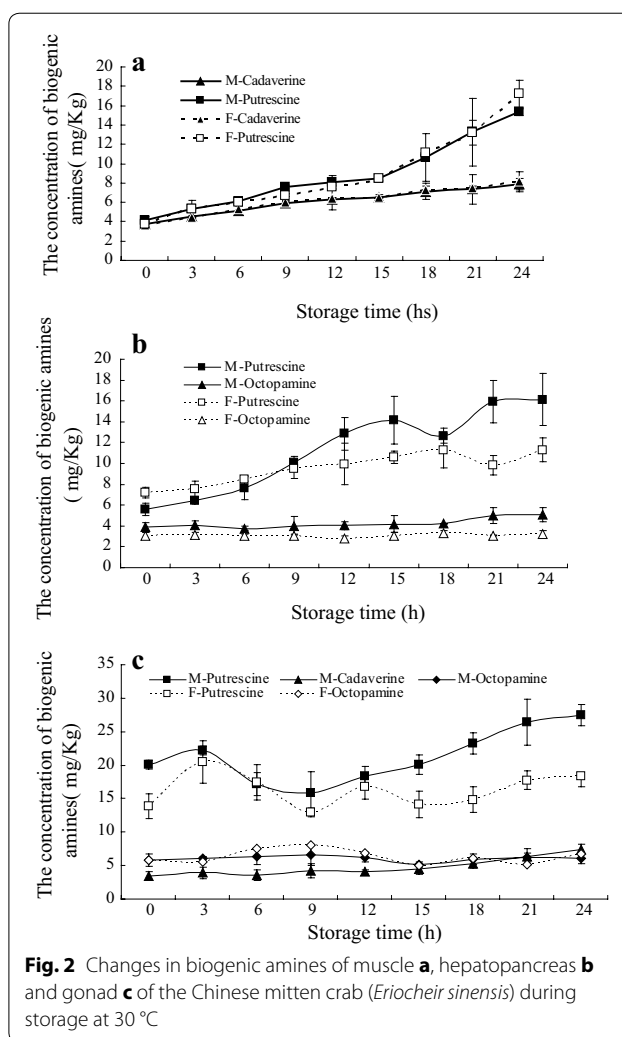 a
M-Cadaverine
M-Putrescine
F-Cadaverine
F-Putrescine
The concentration of biogenic
amines( mg/Kg)
20
18
16
14
12
10
8
6
4
2
0
0 3 6 9 12 15 18 21 24
Storage time (hs)
b
M-Putrescine
M-Octopamine
F-Putrescine
F-Octopamine
The concentration of biogenic amines
( mg/Kg)
20
18
16
14
12
10
8
6
4
2
0
0 3 6 9 12 15 18 21 24
Storage time (h)
c
M-Putrescine M-Cadaverine M-Octopamine
F-Putrescine F-Octopamine
The concentration of biogenic
amines( mg/Kg)
35
30
25
20
15
10
5
0
0 3 6 9 12 15 18 21 24
Storage time (h)
Fig. 2 Changes in biogenic amines of muscle a, hepatopancreas b
and gonad c of the Chinese mitten crab (Eriocheir sinensis) during
storage at 30 °C